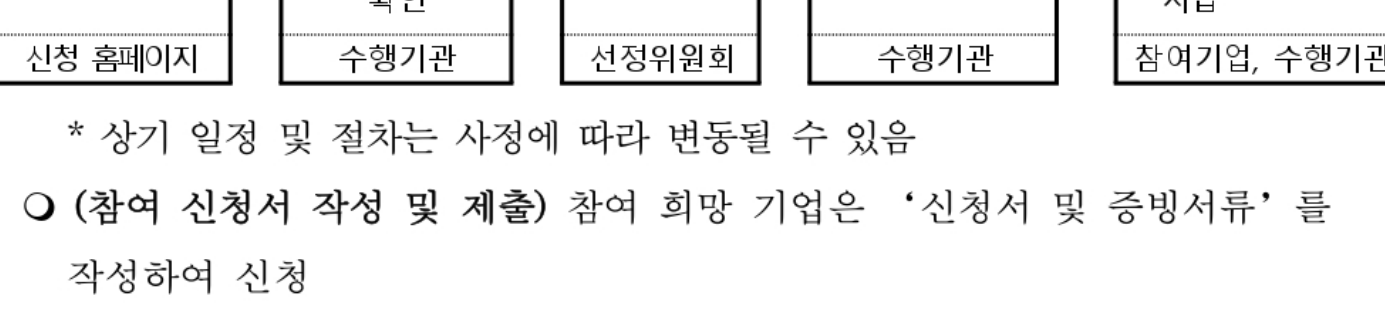 확인
사업
신청 홈페이지 수행기관 선정위원회 수행기관 참여기업, 수행기관
* 상기 일정 및 절차는 사정에 따라 변동될 수 있음
❍ (참여 신청서 작성 및 제출) 참여 희망 기업은 ‘신청서 및 증빙서류’를
작성하여 신청